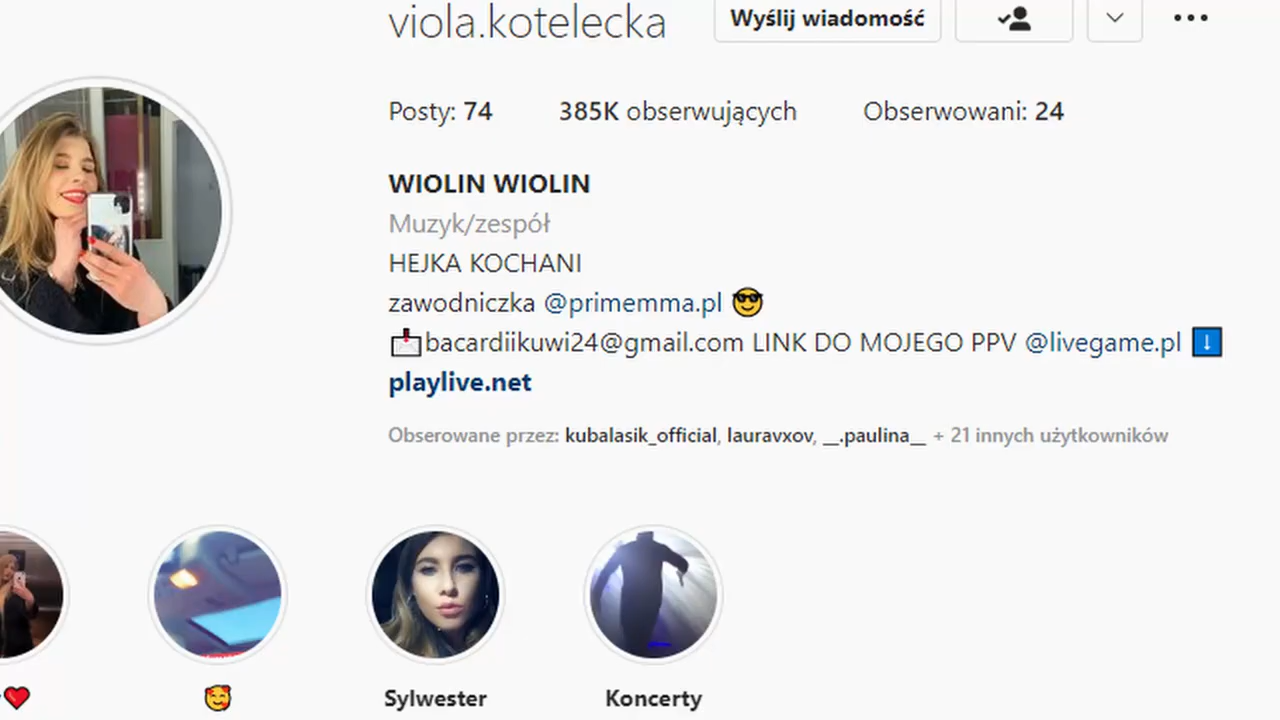 viola.kotelecka Wyślij wiadomość
Posty: 74 385K obserwujących Obserwowani: 24
WIOLIN WIOLIN
Muzyk/zespół
HEJKA KOCHANI
zawodniczka @primemma.pl 😎
📩bacardiikuwi24@gmail.com LINK DO MOJEGO PPV @livegame.pl ⬇️
playlive.net
Obserowane przez: kubalasik_official, lauravxov, __.paulina__ + 21 innych użytkowników
❤️ 🥰 Sylwester Koncerty